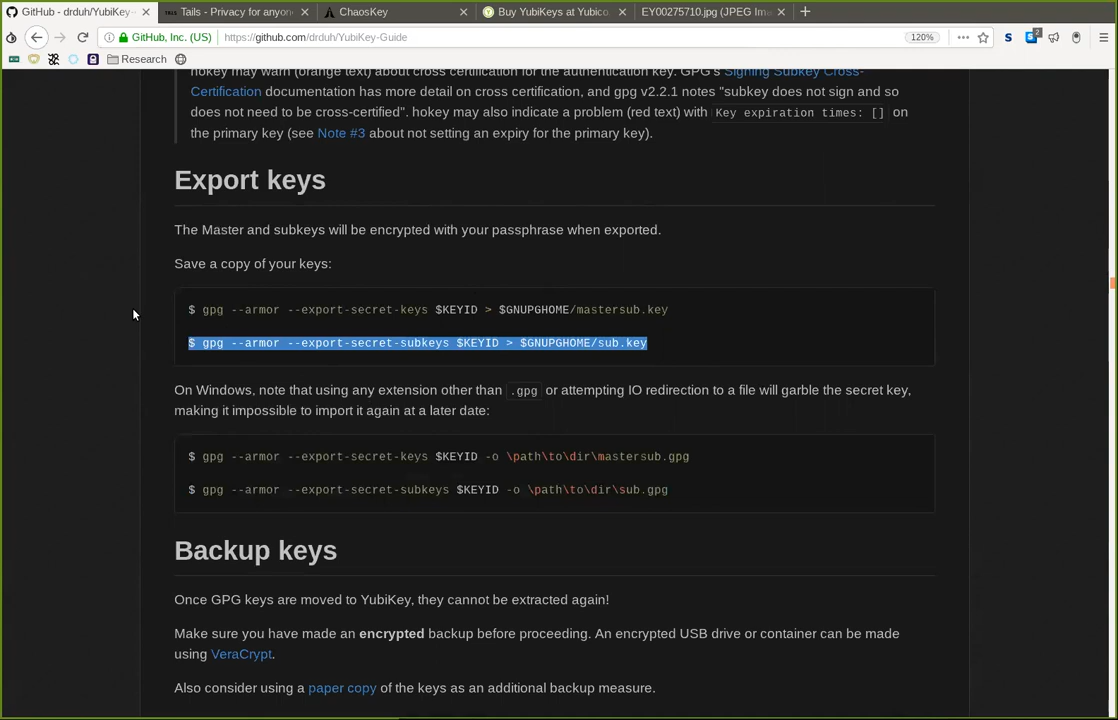 GitHub - drduh/YubiKey-
Tails - Privacy for anyon
ChaosKey
Buy YubiKeys at Yubico
EY00275710.jpg (JPEG Ima
GitHub, Inc. (US)
https://github.com/drduh/YubiKey-Guide
120%
S
2
Research
hokey may warn (orange text) about cross certification for the authentication key. GPG's Signing Subkey Cross-
Certification documentation has more detail on cross certification, and gpg v2.2.1 notes "subkey does not sign and so
does not need to be cross-certified". hokey may also indicate a problem (red text) with Key expiration times: [] on
the primary key (see Note #3 about not setting an expiry for the primary key).
Export keys
The Master and subkeys will be encrypted with your passphrase when exported.
Save a copy of your keys:
$ gpg --armor --export-secret-keys $KEYID > $GNUPGHOME/mastersub.key
$ gpg --armor --export-secret-subkeys $KEYID > $GNUPGHOME/sub.key
On Windows, note that using any extension other than .gpg or attempting IO redirection to a file will garble the secret key,
making it impossible to import it again at a later date:
$ gpg --armor --export-secret-keys $KEYID -o \path\to\dir\mastersub.gpg
$ gpg --armor --export-secret-subkeys $KEYID -o \path\to\dir\sub.gpg
Backup keys
Once GPG keys are moved to YubiKey, they cannot be extracted again!
Make sure you have made an encrypted backup before proceeding. An encrypted USB drive or container can be made
using VeraCrypt.
Also consider using a paper copy of the keys as an additional backup measure.